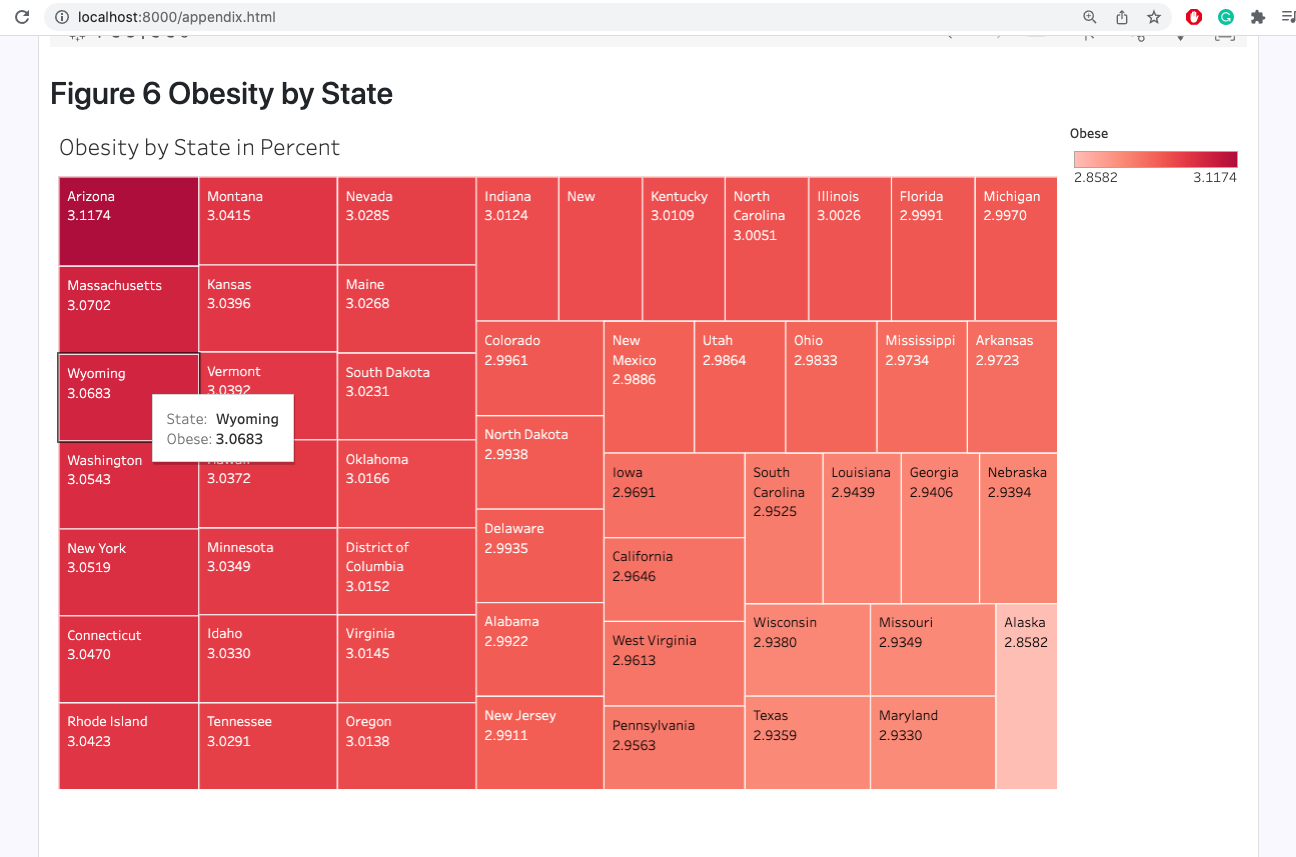 localhost:8000/appendix.html
Figure 6 Obesity by State
Obesity by State in Percent
Obese
2.8582 3.1174
Arizona
3.1174
Massachusetts
3.0702
Wyoming
3.0683
Washington
3.0543
New York
3.0519
Connecticut
3.0470
Rhode Island
3.0423
Montana
3.0415
Kansas
3.0396
Vermont
3.0392
State: Wyoming
Obese: 3.0683
3.0372
Minnesota
3.0349
Idaho
3.0330
Tennessee
3.0291
Nevada
3.0285
Maine
3.0268
South Dakota
3.0231
Oklahoma
3.0166
District of
Columbia
3.0152
Virginia
3.0145
Oregon
3.0138
Indiana
3.0124
New
Kentucky
3.0109
North
Carolina
3.0051
Illinois
3.0026
Florida
2.9991
Michigan
2.9970
Colorado
2.9961
North Dakota
2.9938
Delaware
2.9935
Alabama
2.9922
New Jersey
2.9911
New
Mexico
2.9886
Utah
2.9864
Ohio
2.9833
Mississippi
2.9734
Arkansas
2.9723
Iowa
2.9691
California
2.9646
West Virginia
2.9613
Pennsylvania
2.9563
South
Carolina
2.9525
Louisiana
2.9439
Georgia
2.9406
Nebraska
2.9394
Wisconsin
2.9380
Texas
2.9359
Missouri
2.9349
Maryland
2.9330
Alaska
2.8582